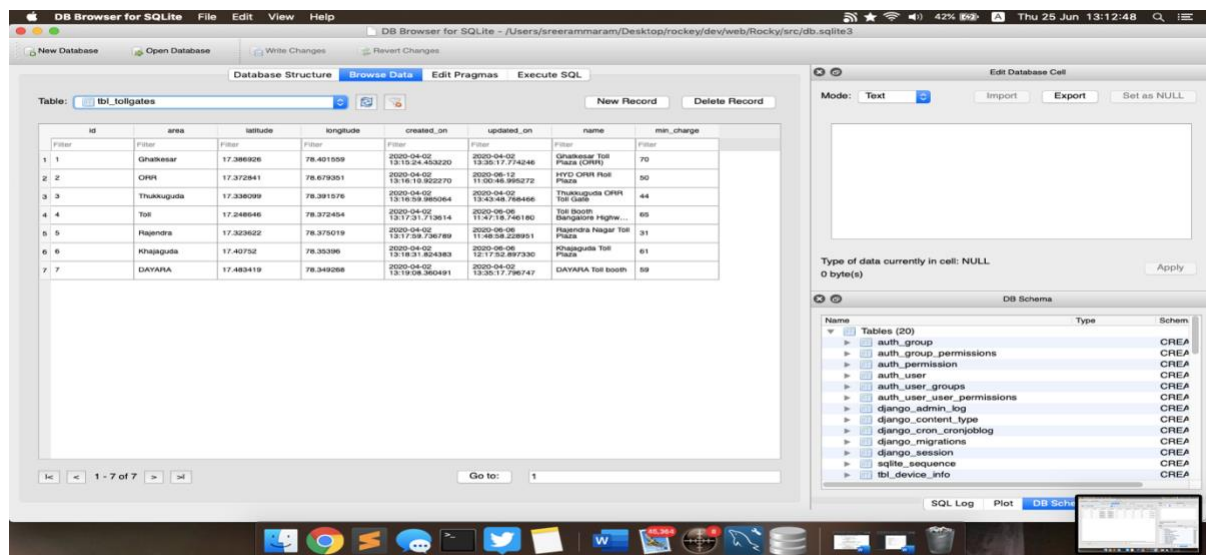 DB Browser for SQLite File Edit View Help 42% A Thu 25 Jun 13:12:48
DB Browser for SQLite - /Users/sreerammaram/Desktop/rockey/dev/web/Rocky/src/db.sqlite3
New Database Open Database Write Changes Revert Changes
Database Structure Browse Data Edit Pragmas Execute SQL
Table: tbl_tollgates New Record Delete Record
id area latitude longitude created_on updated_on name min_charge
Filter Filter Filter Filter Filter Filter Filter Filter
1 1 Ghatkesar 17.386926 78.401559 2020-04-02 13:15:24.453220 2020-04-02 13:35:17.774246 Ghatkesar Toll Plaza (ORR) 70
2 2 ORR 17.372841 78.679351 2020-04-02 13:16:10.922270 2020-06-12 11:00:46.995272 HYD ORR Roll Plaza 50
3 3 Thukkuguda 17.338099 78.391576 2020-04-02 13:16:59.985064 2020-04-02 13:43:48.768466 Thukkuguda ORR Toll Gate 44
4 4 Toll 17.248646 78.372454 2020-04-02 13:17:31.713614 2020-06-06 11:47:18.746180 Toll Booth Bangalore Highw... 65
5 5 Rajendra 17.323622 78.375019 2020-04-02 13:17:59.736789 2020-06-06 11:48:58.228951 Rajendra Nagar Toll Plaza 31
6 6 Khajaguda 17.40752 78.35396 2020-04-02 13:18:31.824383 2020-06-06 12:17:52.897330 Khajaguda Toll Plaza 61
7 7 DAYARA 17.483419 78.349268 2020-04-02 13:19:08.360491 2020-04-02 13:35:17.796747 DAYARA Toll booth 59
1 - 7 of 7 Go to: 1
Edit Database Cell
Mode: Text Import Export Set as NULL
Type of data currently in cell: NULL
0 byte(s)
Apply
DB Schema
Name Type Schem
Tables (20)
auth_group CREA
auth_group_permissions CREA
auth_permission CREA
auth_user CREA
auth_user_groups CREA
auth_user_user_permissions CREA
django_admin_log CREA
django_content_type CREA
django_cron_cronjoblog CREA
django_migrations CREA
django_session CREA
sqlite_sequence CREA
tbl_device_info CREA
SQL Log Plot DB Sche